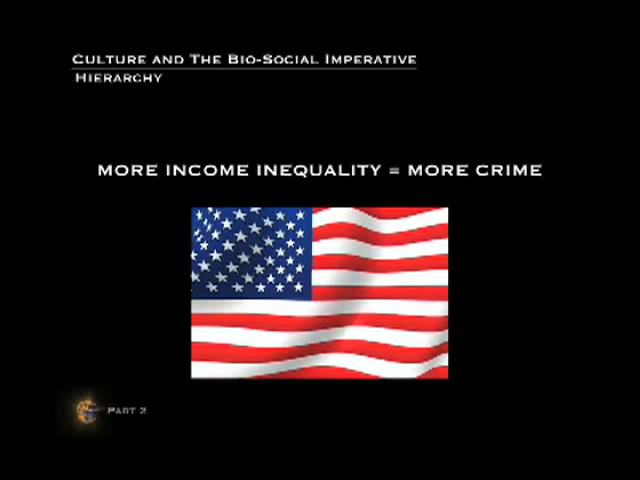 Culture and The Bio-Social Imperative
Hierarchy
MORE INCOME INEQUALITY = MORE CRIME
Part 2